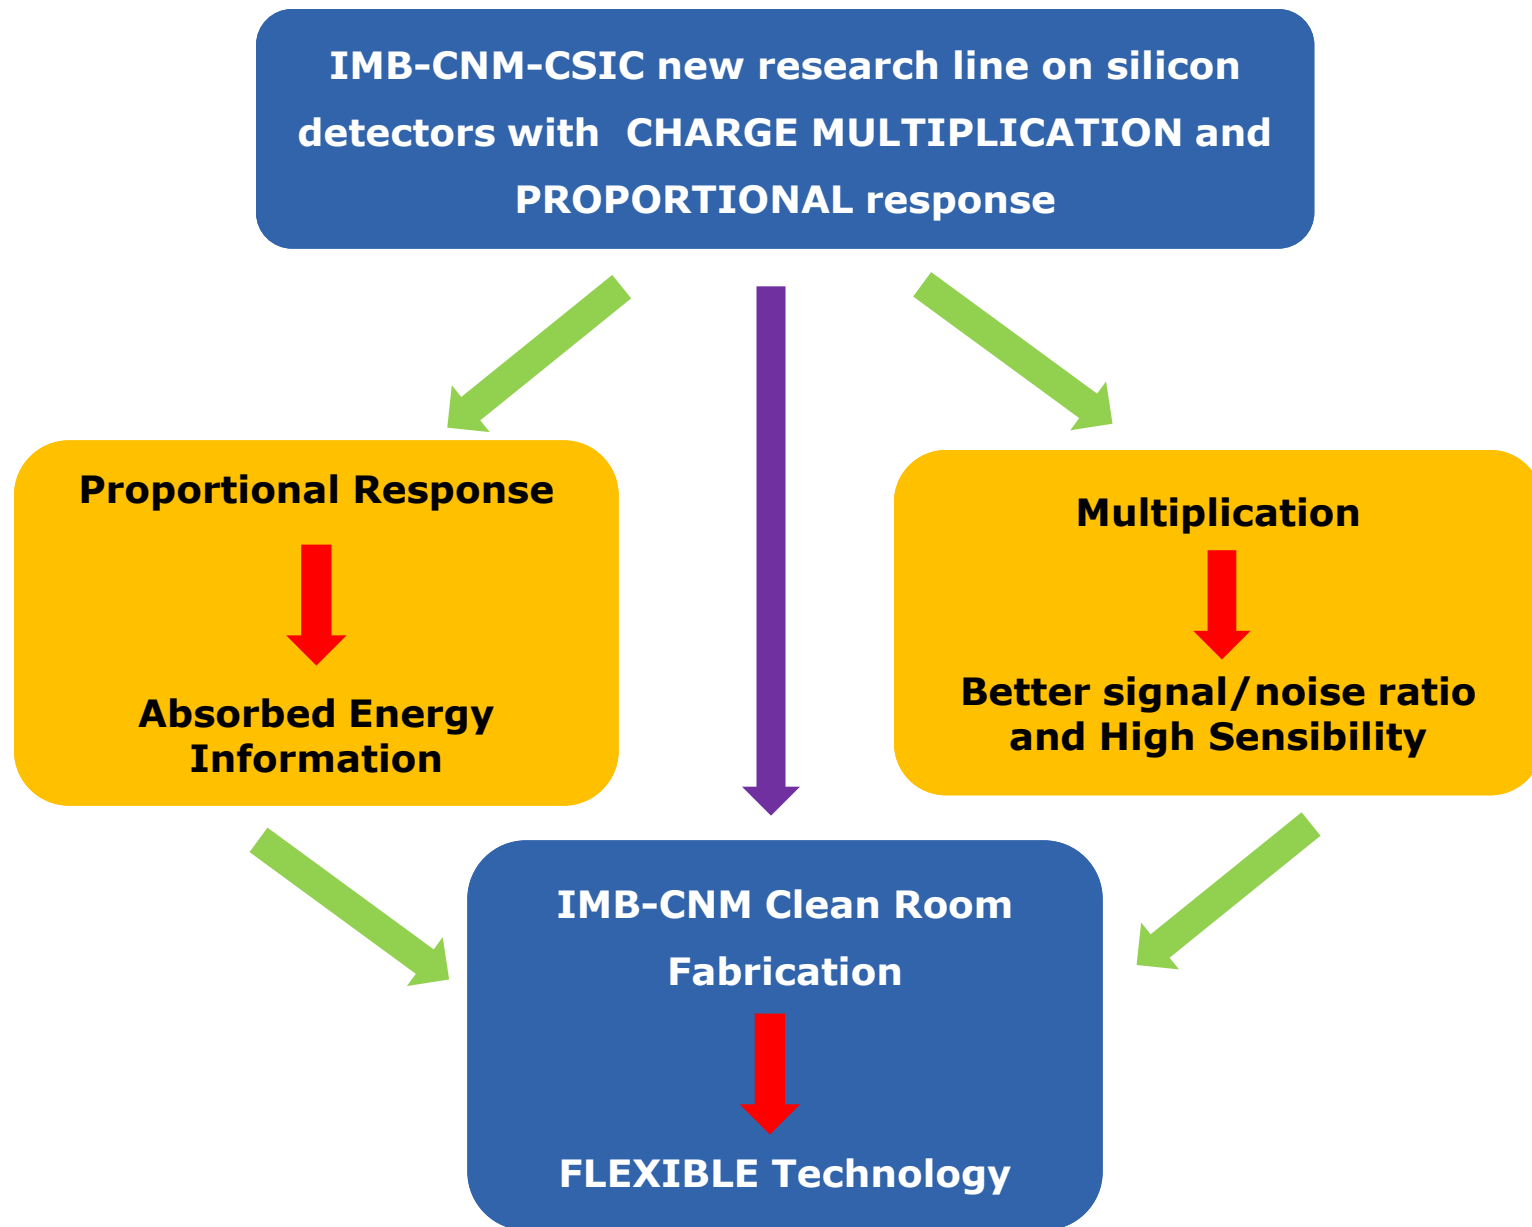 IMB-CNM-CSIC new research line on silicon
detectors with CHARGE MULTIPLICATION and
PROPORTIONAL response
Proportional Response
Absorbed Energy
Information
Multiplication
Better signal/noise ratio
and High Sensibility
IMB-CNM Clean Room
Fabrication
FLEXIBLE Technology